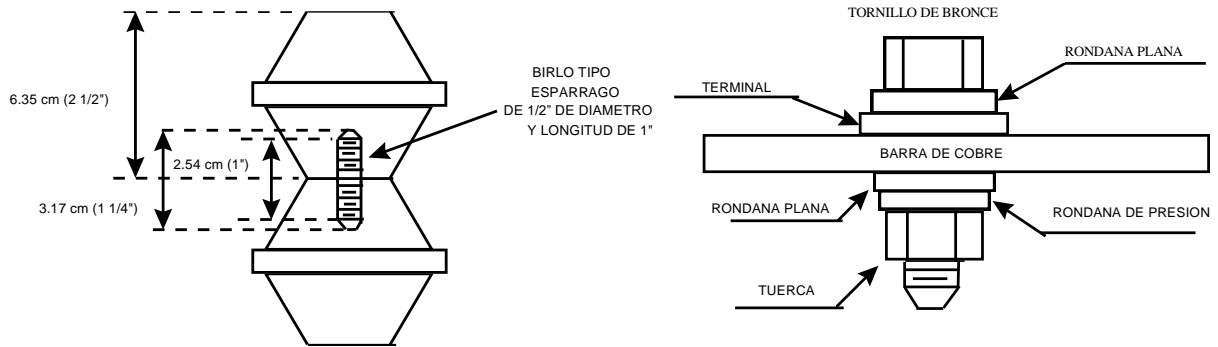 6.35 cm (2 1/2")
2.54 cm (1")
3.17 cm (1 1/4")
BIRLO TIPO
ESPARRAGO
DE 1/2" DE DIAMETRO
Y LONGITUD DE 1"
TORNILLO DE BRONCE
RONDANA PLANA
TERMINAL
BARRA DE COBRE
RONDANA PLANA
RONDANA DE PRESION
TUERCA